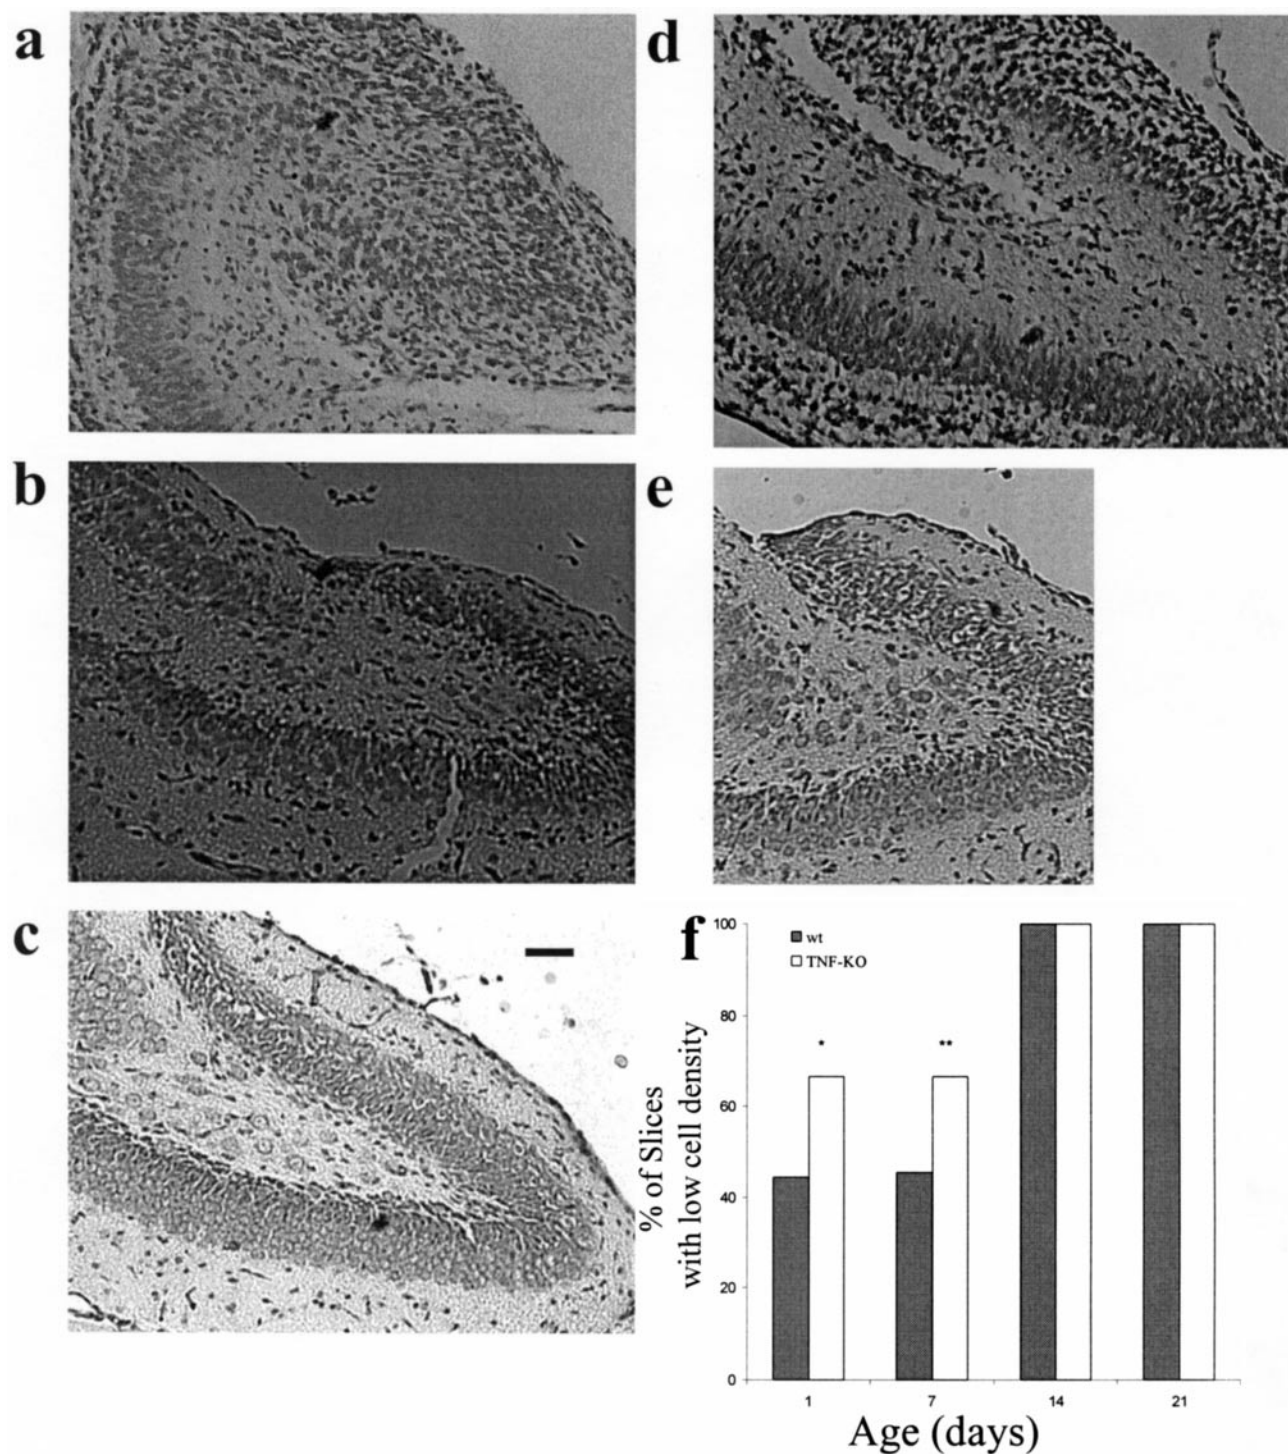 a
d
b
e
c
f
wt
TNF-KO
100
80
60
40
20
0
*
**
% of Slices
with low cell density
1
7
14
21
Age (days)